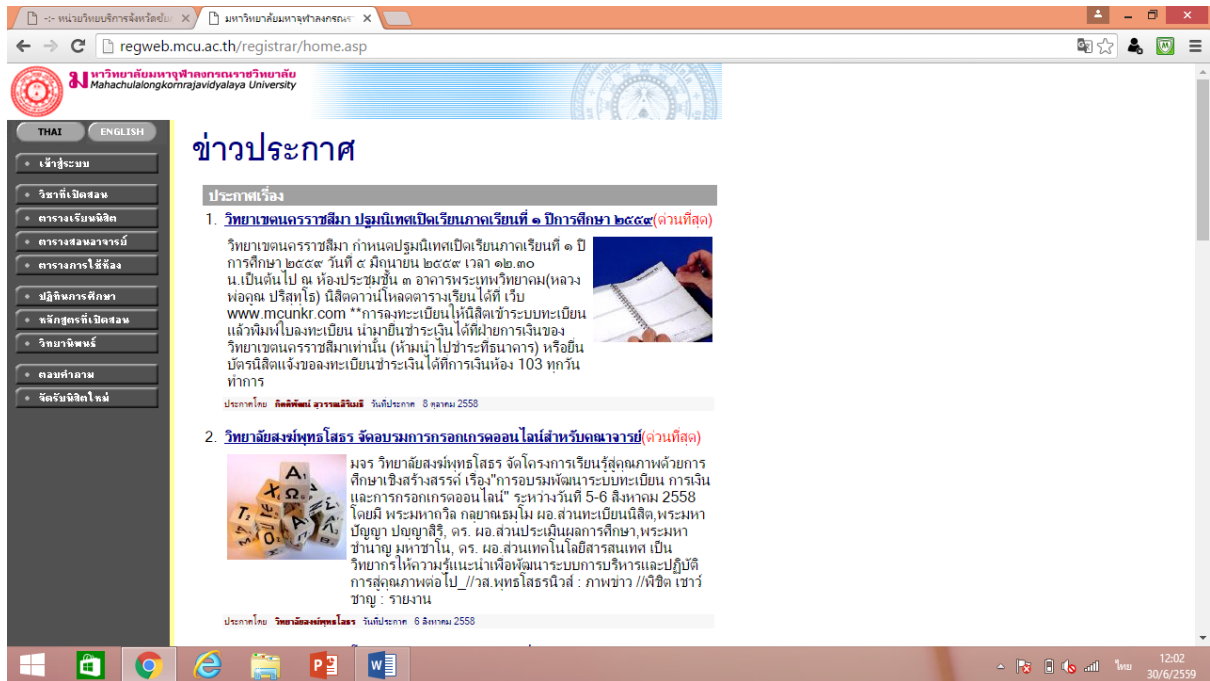 -:- หน่วยวิทยบริการจังหวัดชัย
มหาวิทยาลัยมหาจุฬาลงกรณรา
regweb.mcu.ac.th/registrar/home.asp
มหาวิทยาลัยมหาจุฬาลงกรณราชวิทยาลัย
Mahachulalongkornrajavidyalaya University
THAI
ENGLISH
เข้าสู่ระบบ
วิชาที่เปิดสอน
ตารางเรียนนิสิต
ตารางสอนอาจารย์
ตารางการใช้ห้อง
ปฏิทินการศึกษา
หลักสูตรที่เปิดสอน
วิทยานิพนธ์
ตอบคำถาม
จัดรับนิสิตใหม่
ข่าวประกาศ
ประกาศเรื่อง
1. วิทยาเขตนครราชสีมา ปฐมนิเทศเปิดเรียนภาคเรียนที่ ๑ ปีการศึกษา ๒๕๕๙(ด่วนที่สุด)
วิทยาเขตนครราชสีมา กำหนดปฐมนิเทศเปิดเรียนภาคเรียนที่ ๑ ปี
การศึกษา ๒๕๕๙ วันที่ ๕ มิถุนายน ๒๕๕๙ เวลา ๑๒.๓๐
น.เป็นต้นไป ณ ห้องประชุมชั้น ๓ อาคารพระเทพวิทยาคม(หลวง
พ่อคูณ ปริสุทโธ) นิสิตดาวน์โหลดตารางเรียนได้ที่ เว็บ
www.mcunkr.com **การลงทะะเบียนให้นิสิตเข้าระบบทะเบียน
แล้วพิมพ์ใบลงทะเบียน นำมายื่นชำระเงินได้ที่ฝ่ายการเงินของ
วิทยาเขตนครราชสีมาเท่านั้น (ห้ามนำไปชำระที่ธนาคาร) หรือยื่น
บัตรนิสิตแจ้งขอลงทะเบียนชำระเงินได้ที่การเงินห้อง 103 ทุกวัน
ทำการ
ประกาศโดย กิตติพัฒน์ สุวรรณสิริเมธี วันที่ประกาศ 8 ตุลาคม 2558
2. วิทยาลัยสงฆ์พุทธโสธร จัดอบรมการกรอกเกรดออนไลน์สำหรับคณาจารย์(ด่วนที่สุด)
มจร วิทยาลัยสงฆ์พุทธโสธร จัดโครงการเรียนรู้สู่คุณภาพด้วยการ
ศึกษาเชิงสร้างสรรค์ เรื่อง"การอบรมพัฒนาระบบทะเบียน การเงิน
และการกรอกเกรดออนไลน์" ระหว่างวันที่ 5-6 สิงหาคม 2558
โดยมี พระมหาถวิล กลฺยาณธมฺโม ผอ.ส่วนทะเบียนนิสิต,พระมหา
ปัญญา ปญฺญาสิริ, ดร. ผอ.ส่วนประเมินผลการศึกษา,พระมหา
ชำนาญ มหาชาโน, ดร. ผอ.ส่วนเทคโนโลยีสารสนเทศ เป็น
วิทยากรให้ความรู้แนะนำเพื่อพัฒนาระบบการบริหารและปฏิบัติ
การสู่คุณภาพต่อไป_//วส.พุทธโสธรนิวส์ : ภาพข่าว //พิชิต เชาว์
ชาญ : รายงาน
ประกาศโดย วิทยาลัยสงฆ์พุทธโสธร วันที่ประกาศ 6 สิงหาคม 2558
ไทย
12:02
30/6/2559